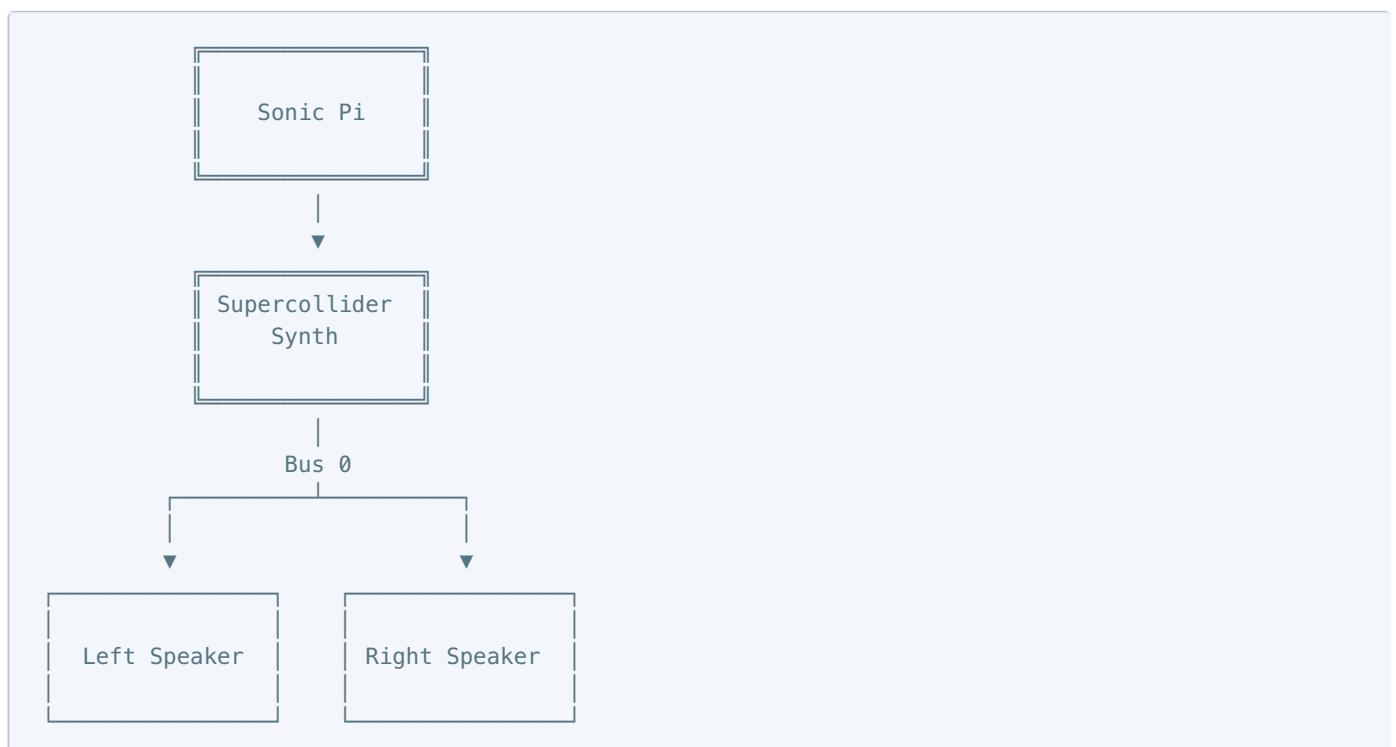 Sonic Pi
Supercollider
Synth
Bus 0
Left Speaker
Right Speaker